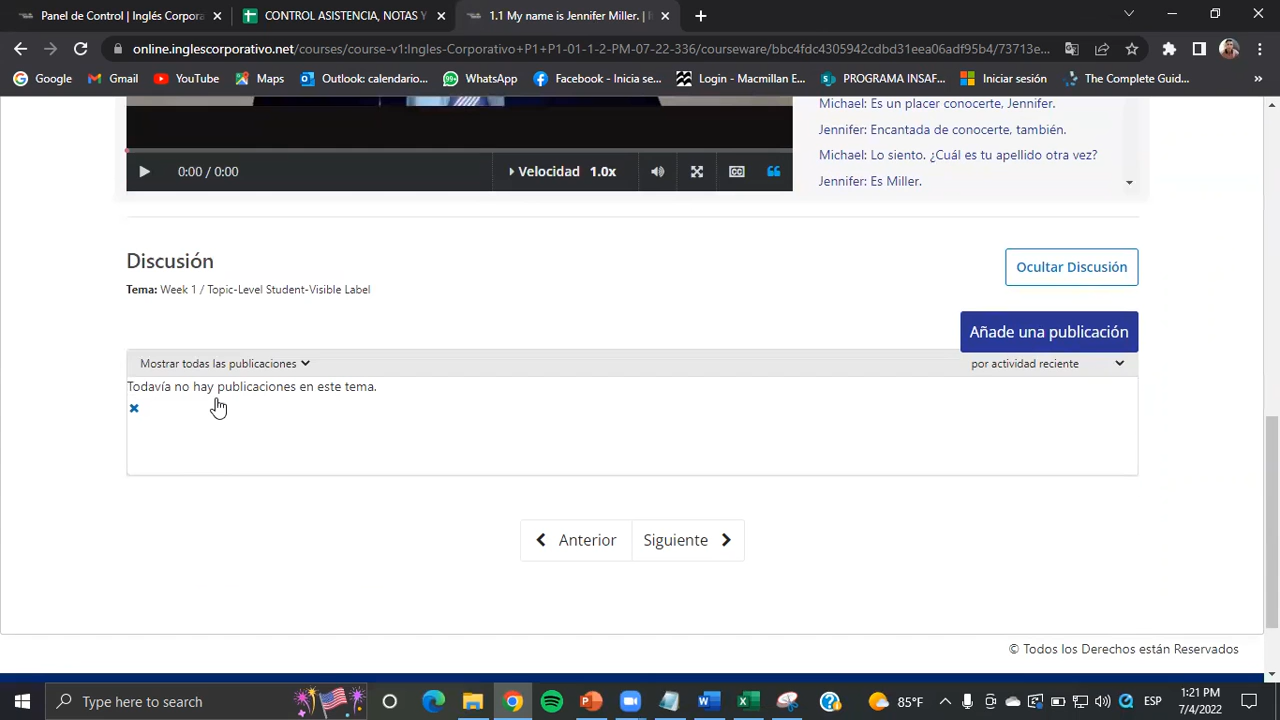 Panel de Control | Inglés Corpora
CONTROL ASISTENCIA, NOTAS Y
1.1 My name is Jennifer Miller. |
online.inglescorporativo.net/courses/course-v1:Ingles-Corporativo+P1+P1-01-1-2-PM-07-22-336/courseware/bbc4fdc4305942cdbd31eea06adf95b4/73713e...
Google
Gmail
YouTube
Maps
Outlook: calendario...
99+
WhatsApp
Facebook - Inicia se...
Login - Macmillan E...
PROGRAMA INSAF...
Iniciar sesión
The Complete Guid...
»
Michael: Es un placer conocerte, Jennifer.
Jennifer: Encantada de conocerte, también.
Michael: Lo siento. ¿Cuál es tu apellido otra vez?
Jennifer: Es Miller.
0:00 / 0:00
Velocidad 1.0x
Discusión
Ocultar Discusión
Tema: Week 1 / Topic-Level Student-Visible Label
Añade una publicación
Mostrar todas las publicaciones
por actividad reciente
Todavía no hay publicaciones en este tema.
Anterior
Siguiente
© Todos los Derechos están Reservados
Type here to search
85°F
ESP
1:21 PM
7/4/2022